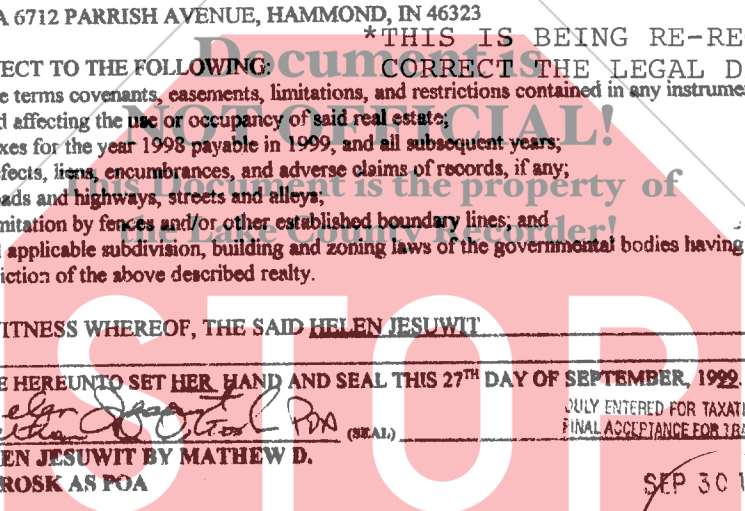 A 6712 PARRISH AVENUE, HAMMOND, IN 46323
*THIS IS BEING RE-RE
ECT TO THE FOLLOWING: CORRECT THE LEGAL D
e terms covenants, easements, limitations, and restrictions contained in any instrume
d affecting the use or occupancy of said real estate;
xes for the year 1998 payable in 1999, and all subsequent years;
efects, liens, encumbrances, and adverse claims of records, if any;
ads and highways, streets and alleys;
mitation by fences and/or other established boundary lines; and
applicable subdivision, building and zoning laws of the governmental bodies having
iction of the above described realty.
Document is
NOT OFFICIAL!
This Document is the property of
the Lake County Recorder!
STOP
ITNESS WHEREOF, THE SAID HELEN JESUWIT
E HEREUNTO SET HER HAND AND SEAL THIS 27TH DAY OF SEPTEMBER, 1999.
POA (SEAL)
DULY ENTERED FOR TAXATI
FINAL ACCEPTANCE FOR TRA
EN JESUWIT BY MATHEW D.
ROSK AS POA
SEP 30